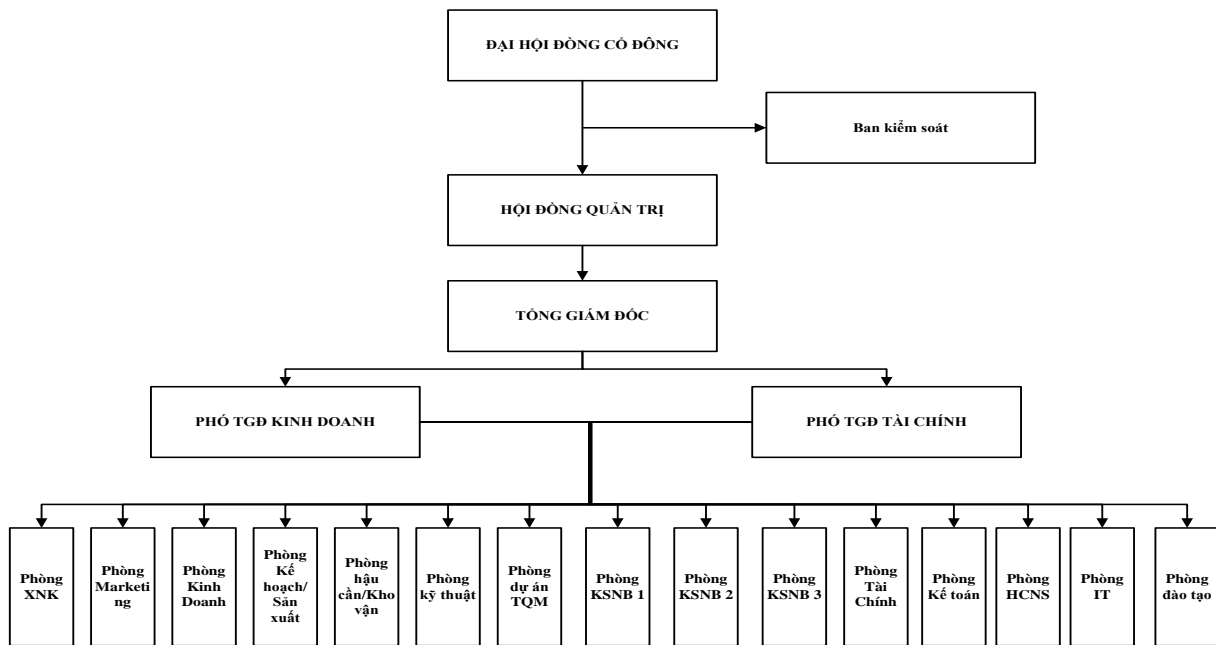 ĐẠI HỘI ĐỒNG CỔ ĐÔNG
Ban kiểm soát
HỘI ĐỒNG QUẢN TRỊ
TỔNG GIÁM ĐỐC
PHÓ TGĐ KINH DOANH
PHÓ TGĐ TÀI CHÍNH
Phòng
XNK
Phòng
Marketi
ng
Phòng
Kinh
Doanh
Phòng
Kế
hoạch/
Sản
xuất
Phòng
hậu
cần/Kho
vận
Phòng
kỹ thuật
Phòng
dự án
TQM
Phòng
KSNB 1
Phòng
KSNB 2
Phòng
KSNB 3
Phòng
Tài
Chính
Phòng
Kế toán
Phòng
HCNS
Phòng
IT
Phòng
đào tạo